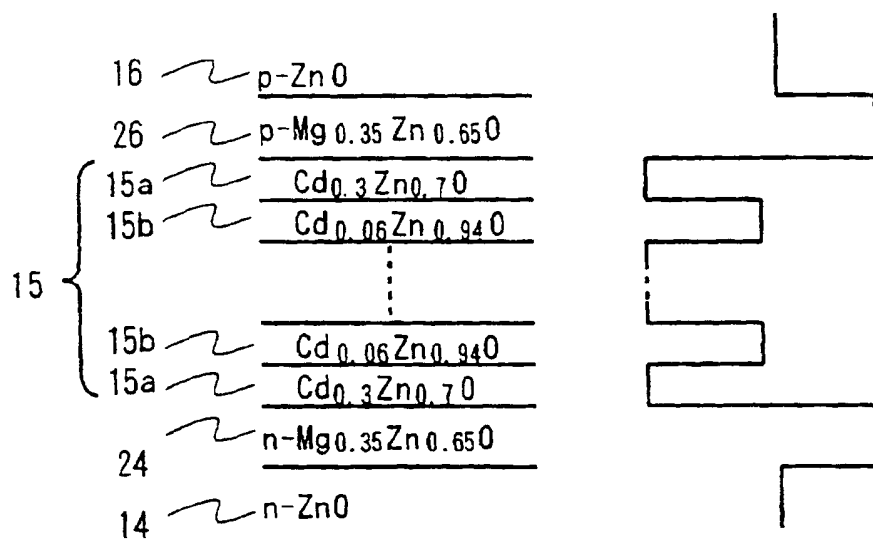 16 p-ZnO
26 p-Mg0.35Zn0.65O
15a Cd0.3Zn0.7O
15b Cd0.06Zn0.94O
15
15b Cd0.06Zn0.94O
15a Cd0.3Zn0.7O
24 n-Mg0.35Zn0.65O
14 n-ZnO